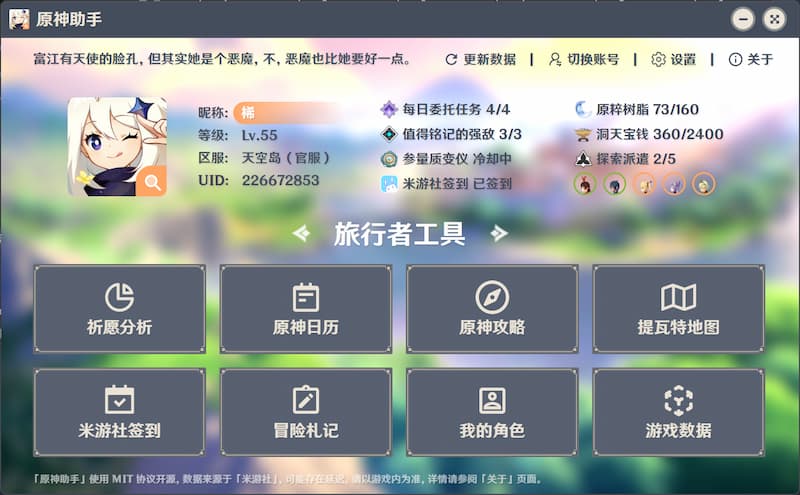 原神助手
富江有天使的脸孔，但其实她是个恶魔，不，恶魔也比她要好一点。 更新数据 | 切换账号 | 设置 | 关于
昵称: 稀 每日委托任务 4/4 原粹树脂 73/160
等级: Lv.55 值得铭记的强敌 3/3 洞天宝钱 360/2400
区服: 天空岛（官服） 参量质变仪 冷却中 探索派遣 2/5
UID: 226672853 米游社签到 已签到
旅行者工具
祈愿分析 原神日历 原神攻略 提瓦特地图
米游社签到 冒险札记 我的角色 游戏数据
「原神助手」使用 MIT 协议开源，数据来源于「米游社」，可能存在延迟，请以游戏内为准，详情请参阅「关于」页面。